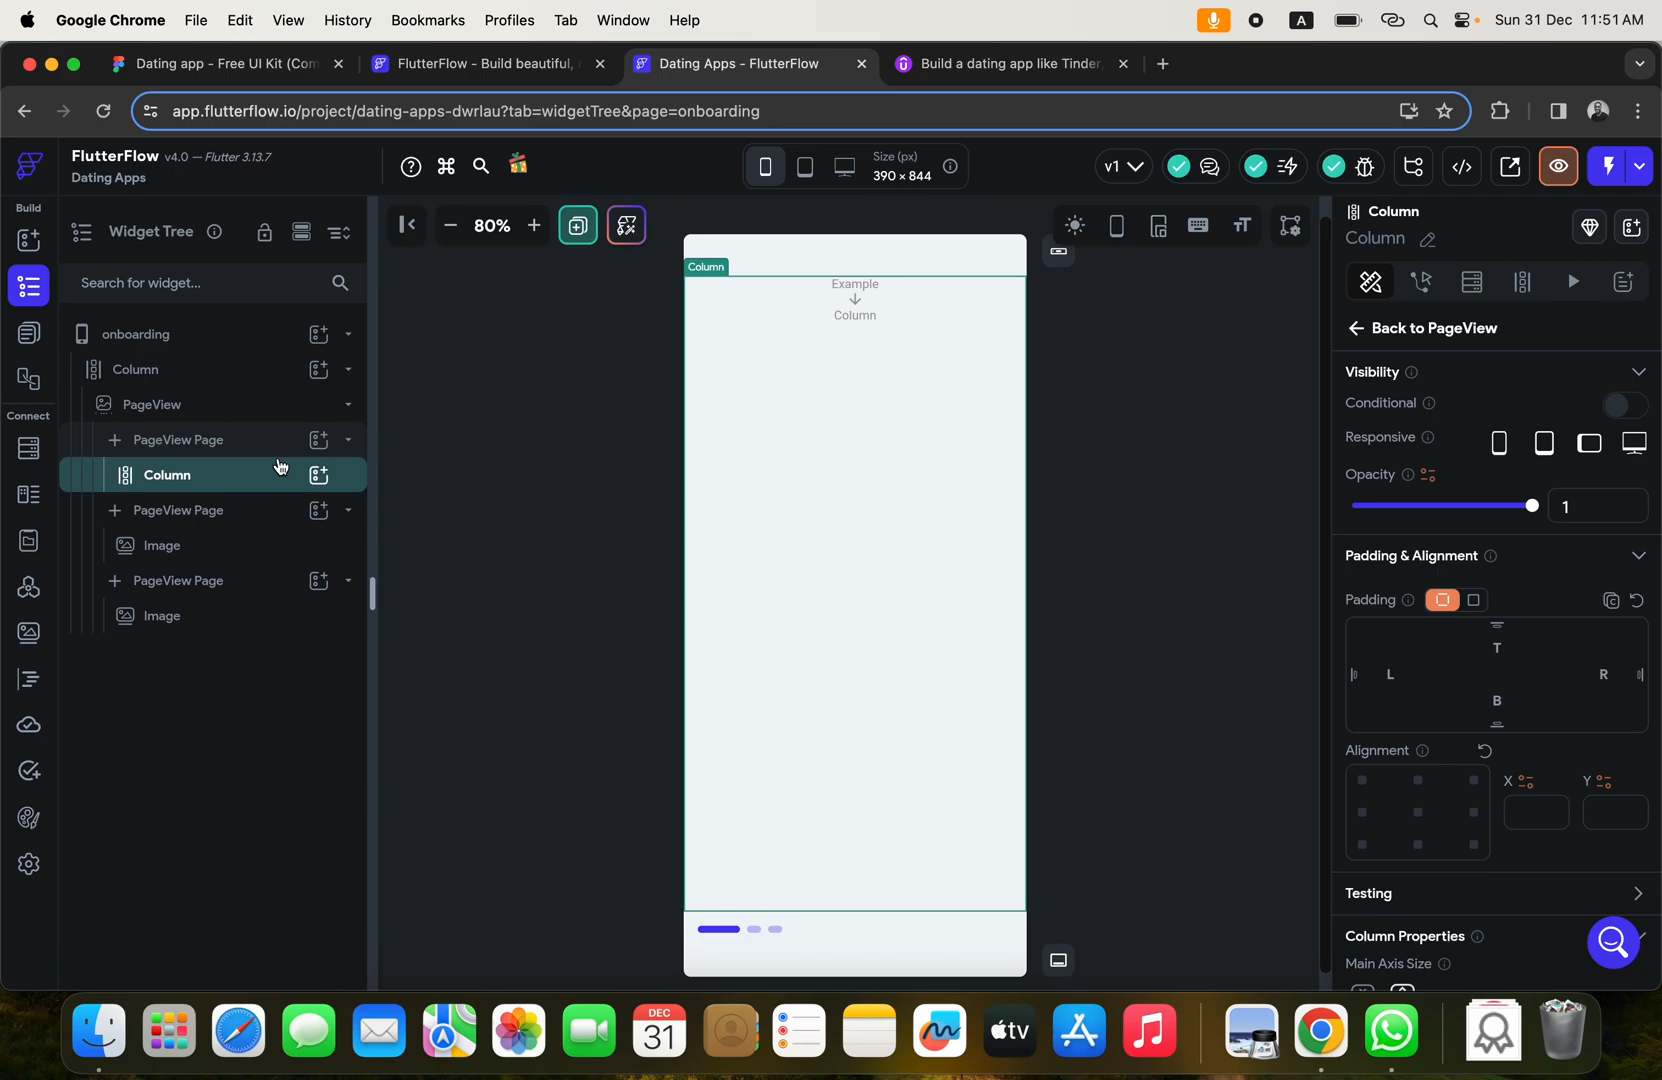 Google Chrome File Edit View History Bookmarks Profiles Tab Window Help A Sun 31 Dec 11:51 AM
Dating app - Free UI Kit (Com FlutterFlow - Build beautiful, Dating Apps - FlutterFlow Build a dating app like Tinder,
app.flutterflow.io/project/dating-apps-dwrlau?tab=widgetTree&page=onboarding
FlutterFlow v4.0 – Flutter 3.13.7
Dating Apps
Size (px)
390 × 844
v1
Build
Connect
Widget Tree
Search for widget...
onboarding
Column
PageView
PageView Page
Column
PageView Page
Image
PageView Page
Image
80%
Column
Example
Column
Column
Column
Back to PageView
Visibility
Conditional
Responsive
Opacity
1
Padding & Alignment
Padding
T
L R
B
Alignment
X Y
Testing
Column Properties
Main Axis Size
DEC
31
tv